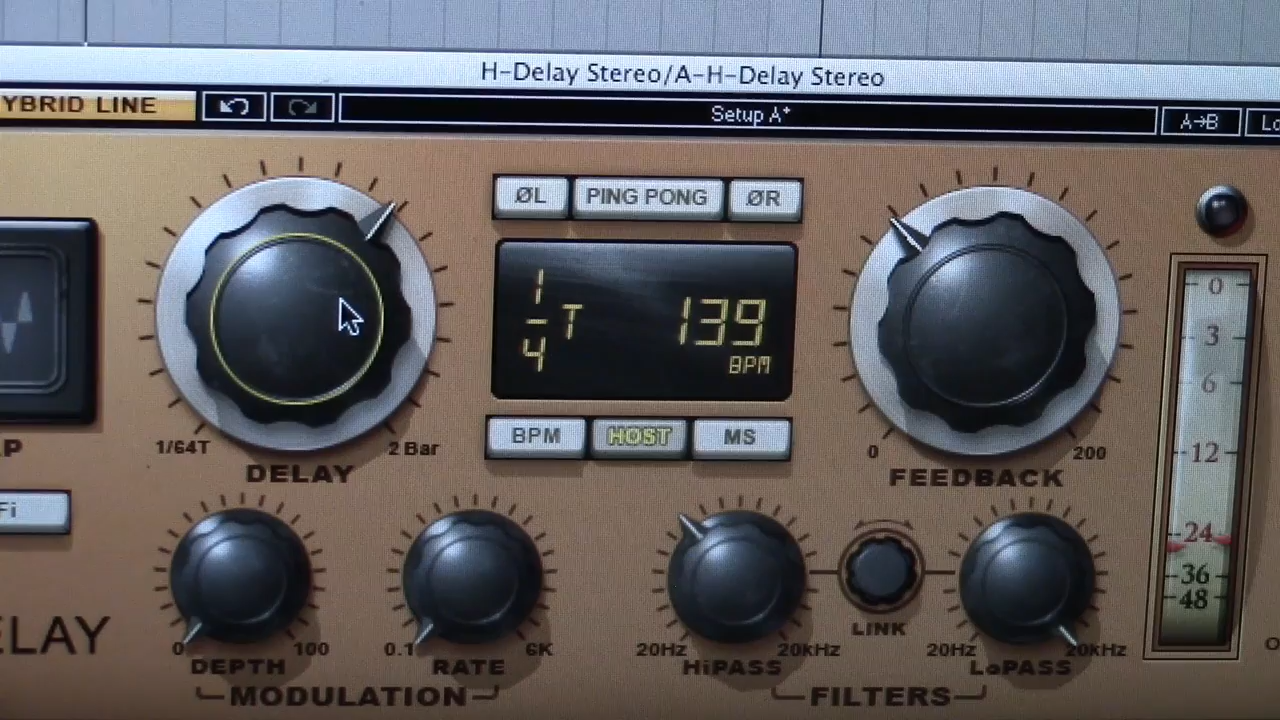 H-Delay Stereo/A-H-Delay Stereo
YBRID LINE
Setup A*
A→B
Lo
ØL PING PONG ØR
1/4 T 139
BPM
BPM HOST MS
1/64T 2 Bar
DELAY
0 200
FEEDBACK
0
3
6
12
24
36
48
P
Fi
ELAY
0 100
DEPTH
0.1 6K
RATE
MODULATION
20Hz 20kHz
HiPASS
LINK
20Hz 20kHz
LoPASS
FILTERS
O